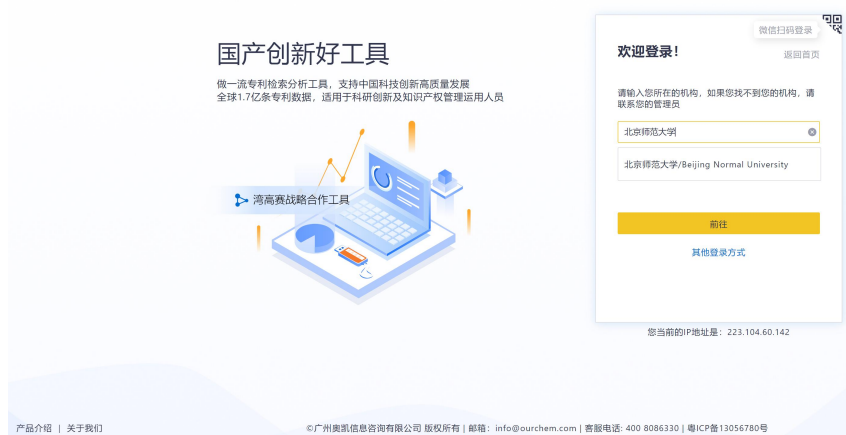 微信扫码登录
国产创新好工具
欢迎登录!
返回首页
做一流专利检索分析工具，支持中国科技创新高质量发展
全球1.7亿条专利数据，适用于科研创新及知识产权管理运用人员
请输入您所在的机构，如果您找不到您的机构，请
联系您的管理员
北京师范大学
北京师范大学/Beijing Normal University
湾高赛战略合作工具
前往
其他登录方式
您当前的IP地址是：223.104.60.142
产品介绍 | 关于我们
©广州奥凯信息咨询有限公司 版权所有 | 邮箱：info@ourchem.com | 客服电话: 400 8086330 | 粤ICP备13056780号